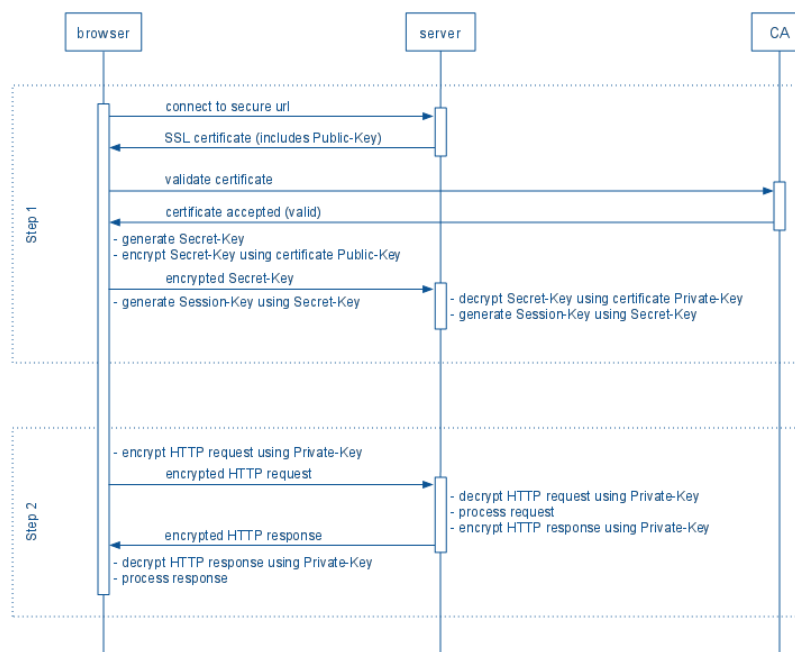 browser
server
CA
Step 1
connect to secure url
SSL certificate (includes Public-Key)
validate certificate
certificate accepted (valid)
- generate Secret-Key
- encrypt Secret-Key using certificate Public-Key
encrypted Secret-Key
- generate Session-Key using Secret-Key
- decrypt Secret-Key using certificate Private-Key
- generate Session-Key using Secret-Key
Step 2
- encrypt HTTP request using Private-Key
encrypted HTTP request
- decrypt HTTP request using Private-Key
- process request
- encrypt HTTP response using Private-Key
encrypted HTTP response
- decrypt HTTP response using Private-Key
- process response